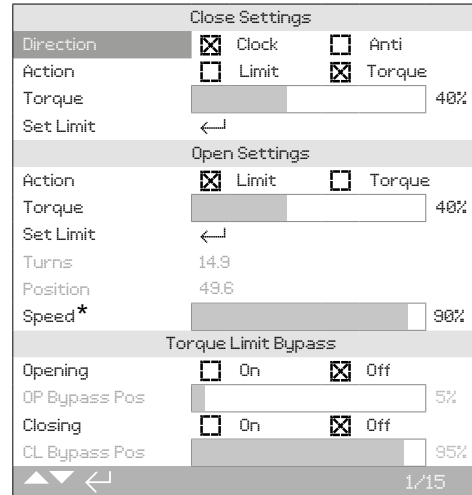 Close Settings
Direction Clock Anti
Action Limit Torque
Torque 40%
Set Limit
Open Settings
Action Limit Torque
Torque 40%
Set Limit
Turns 14.9
Position 49.6
Speed* 90%
Torque Limit Bypass
Opening On Off
OP Bypass Pos 5%
Closing On Off
CL Bypass Pos 95%
1/15